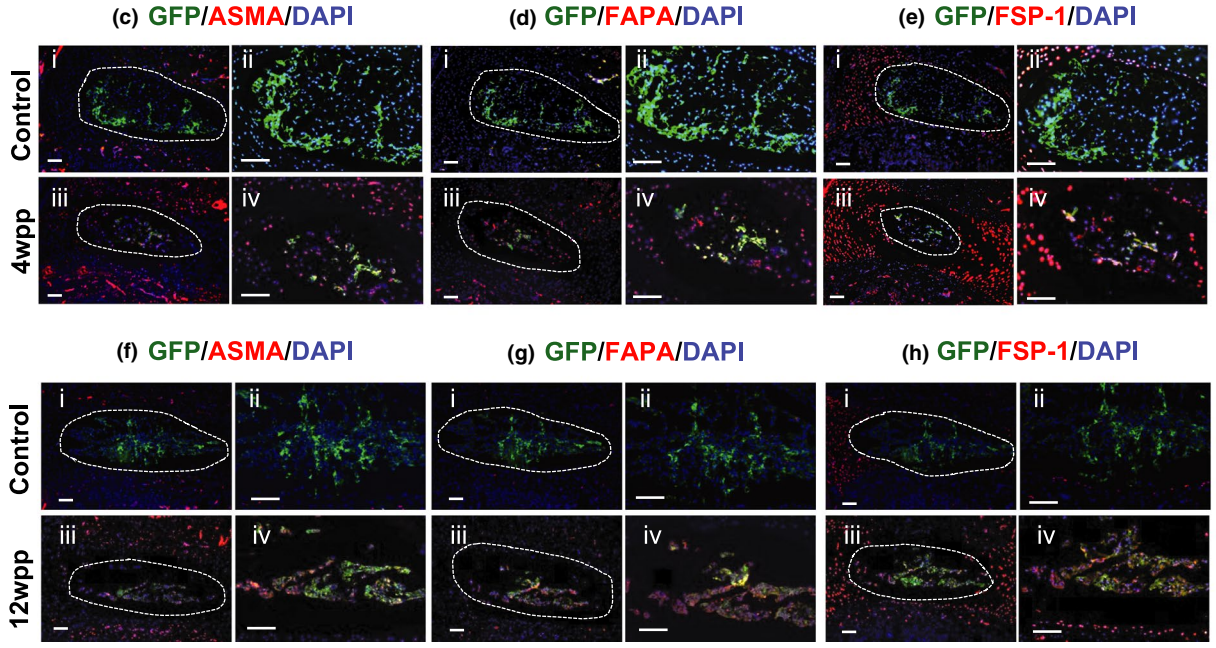 (c) GFP/ASMA/DAPI
(d) GFP/FAPA/DAPI
(e) GFP/FSP-1/DAPI
Control
i
ii
i
ii
i
ii
4wpp
iii
iv
iii
iv
iii
iv
(f) GFP/ASMA/DAPI
(g) GFP/FAPA/DAPI
(h) GFP/FSP-1/DAPI
Control
i
ii
i
ii
i
ii
12wpp
iii
iv
iii
iv
iii
iv